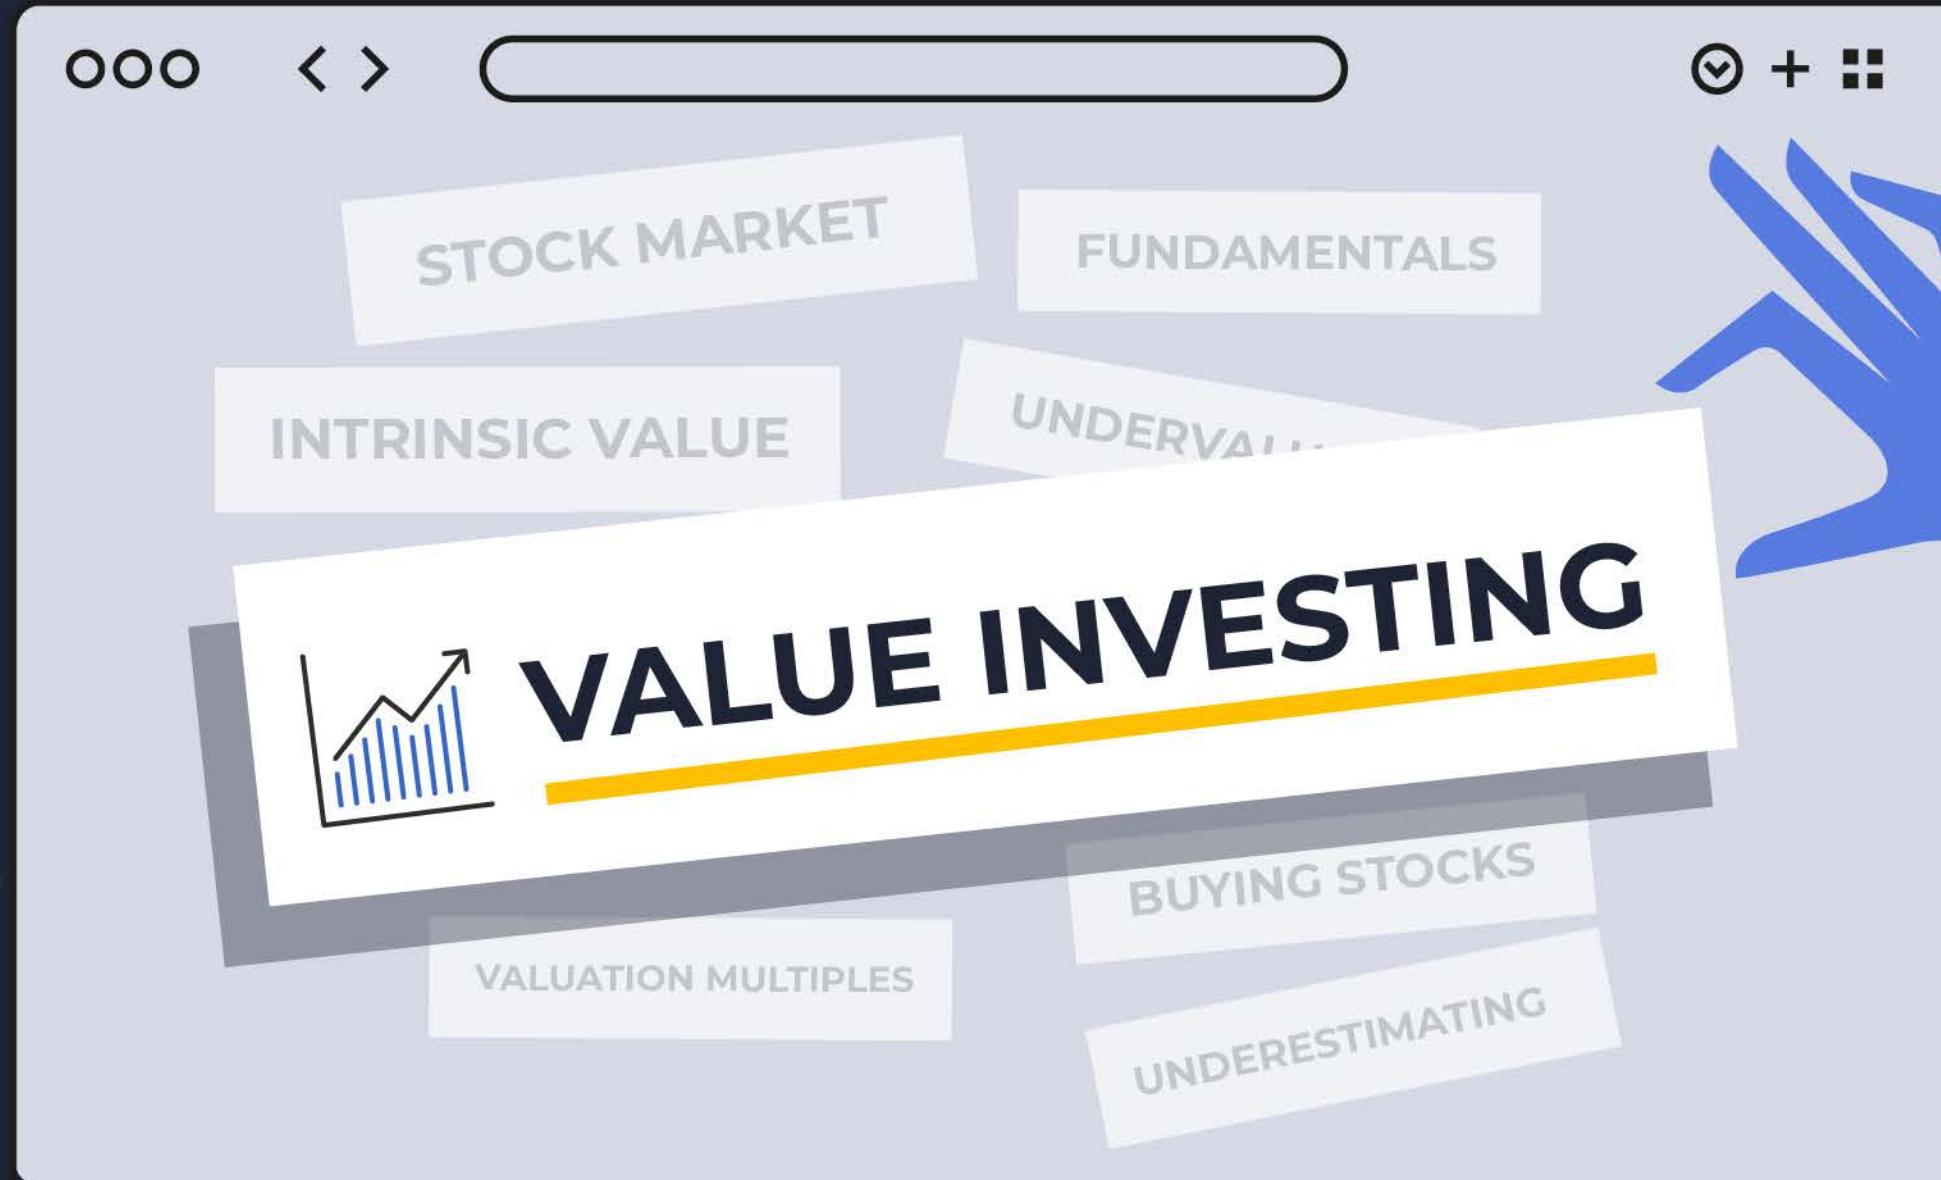 STOCK MARKET
FUNDAMENTALS
INTRINSIC VALUE
VALUE INVESTING
BUYING STOCKS
VALUATION MULTIPLES
UNDERESTIMATING